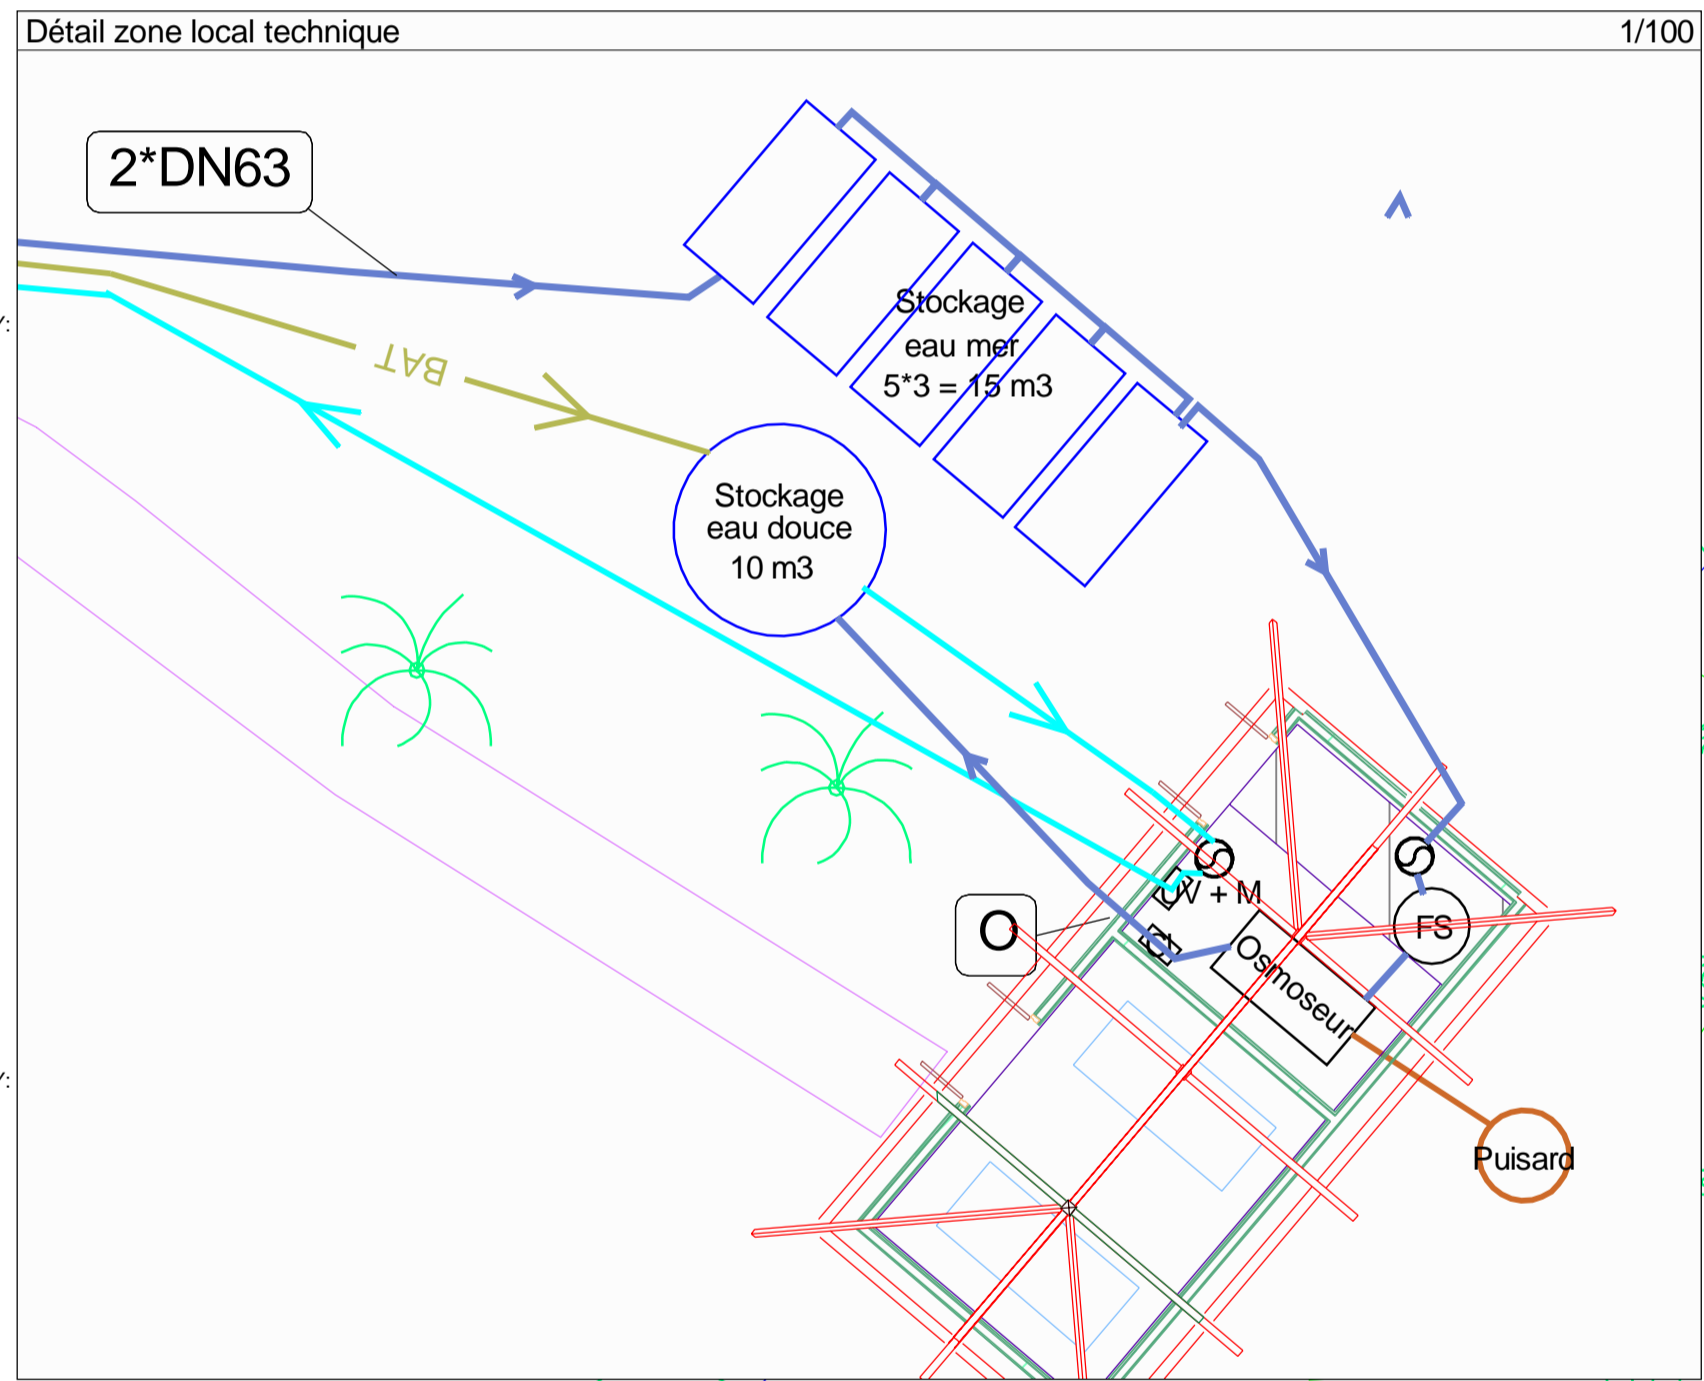 Détail zone local technique
1/100
2*DN63
Stockage
eau mer
5*3 = 15 m3
BAT
Stockage
eau douce
10 m3
UV + M
O
FS
Osmoseur
Puisard